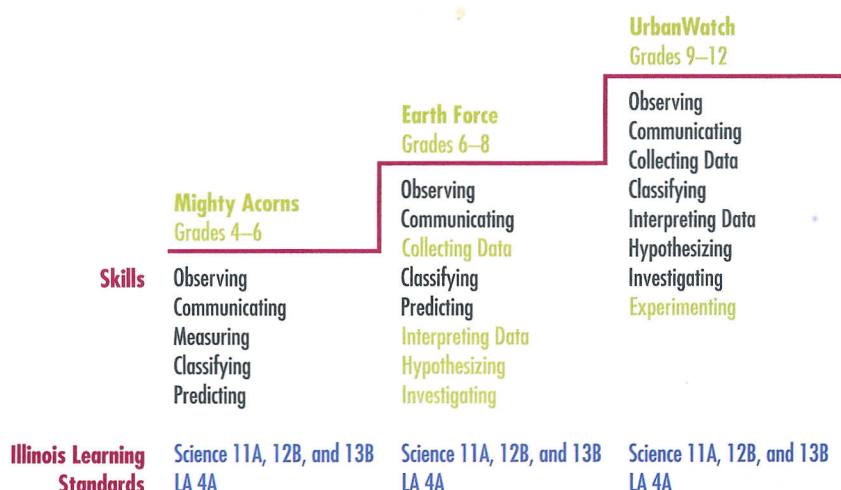 UrbanWatch
Grades 9–12
Earth Force
Grades 6–8
Mighty Acorns
Grades 4–6
Skills
Observing
Communicating
Measuring
Classifying
Predicting
Observing
Communicating
Collecting Data
Classifying
Predicting
Interpreting Data
Hypothesizing
Investigating
Observing
Communicating
Collecting Data
Classifying
Interpreting Data
Hypothesizing
Investigating
Experimenting
Illinois Learning
Standards
Science 11A, 12B, and 13B
LA 4A
Science 11A, 12B, and 13B
LA 4A
Science 11A, 12B, and 13B
LA 4A